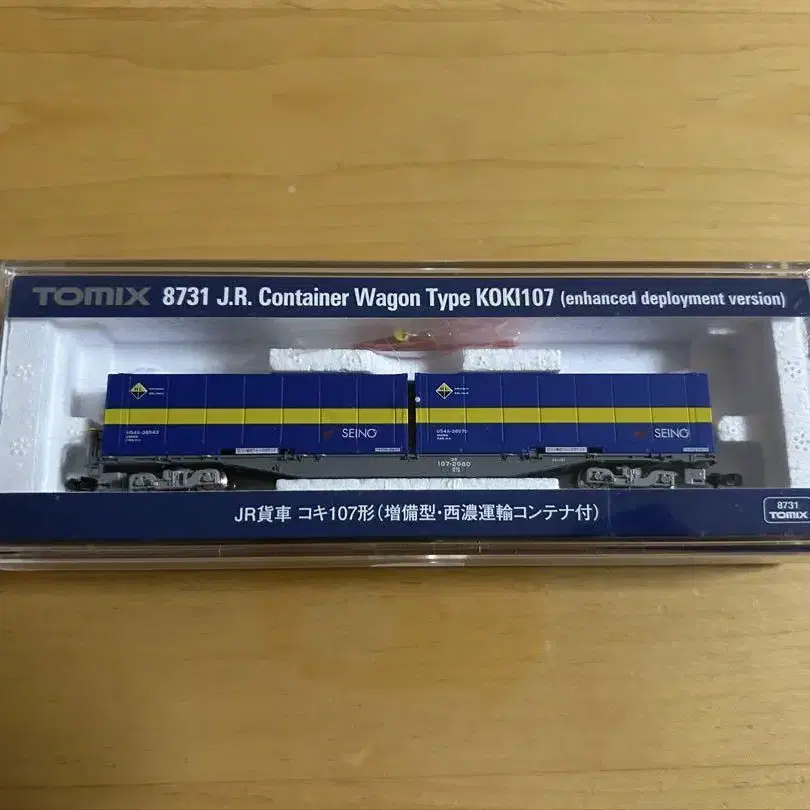 TOMIX 8731 J.R. Container Wagon Type KOKI107 (enhanced deployment version)
SEINO
SEINO
107-2080
JR貨車 コキ107形(増備型・西濃運輸コンテナ付)
8731
TOMIX